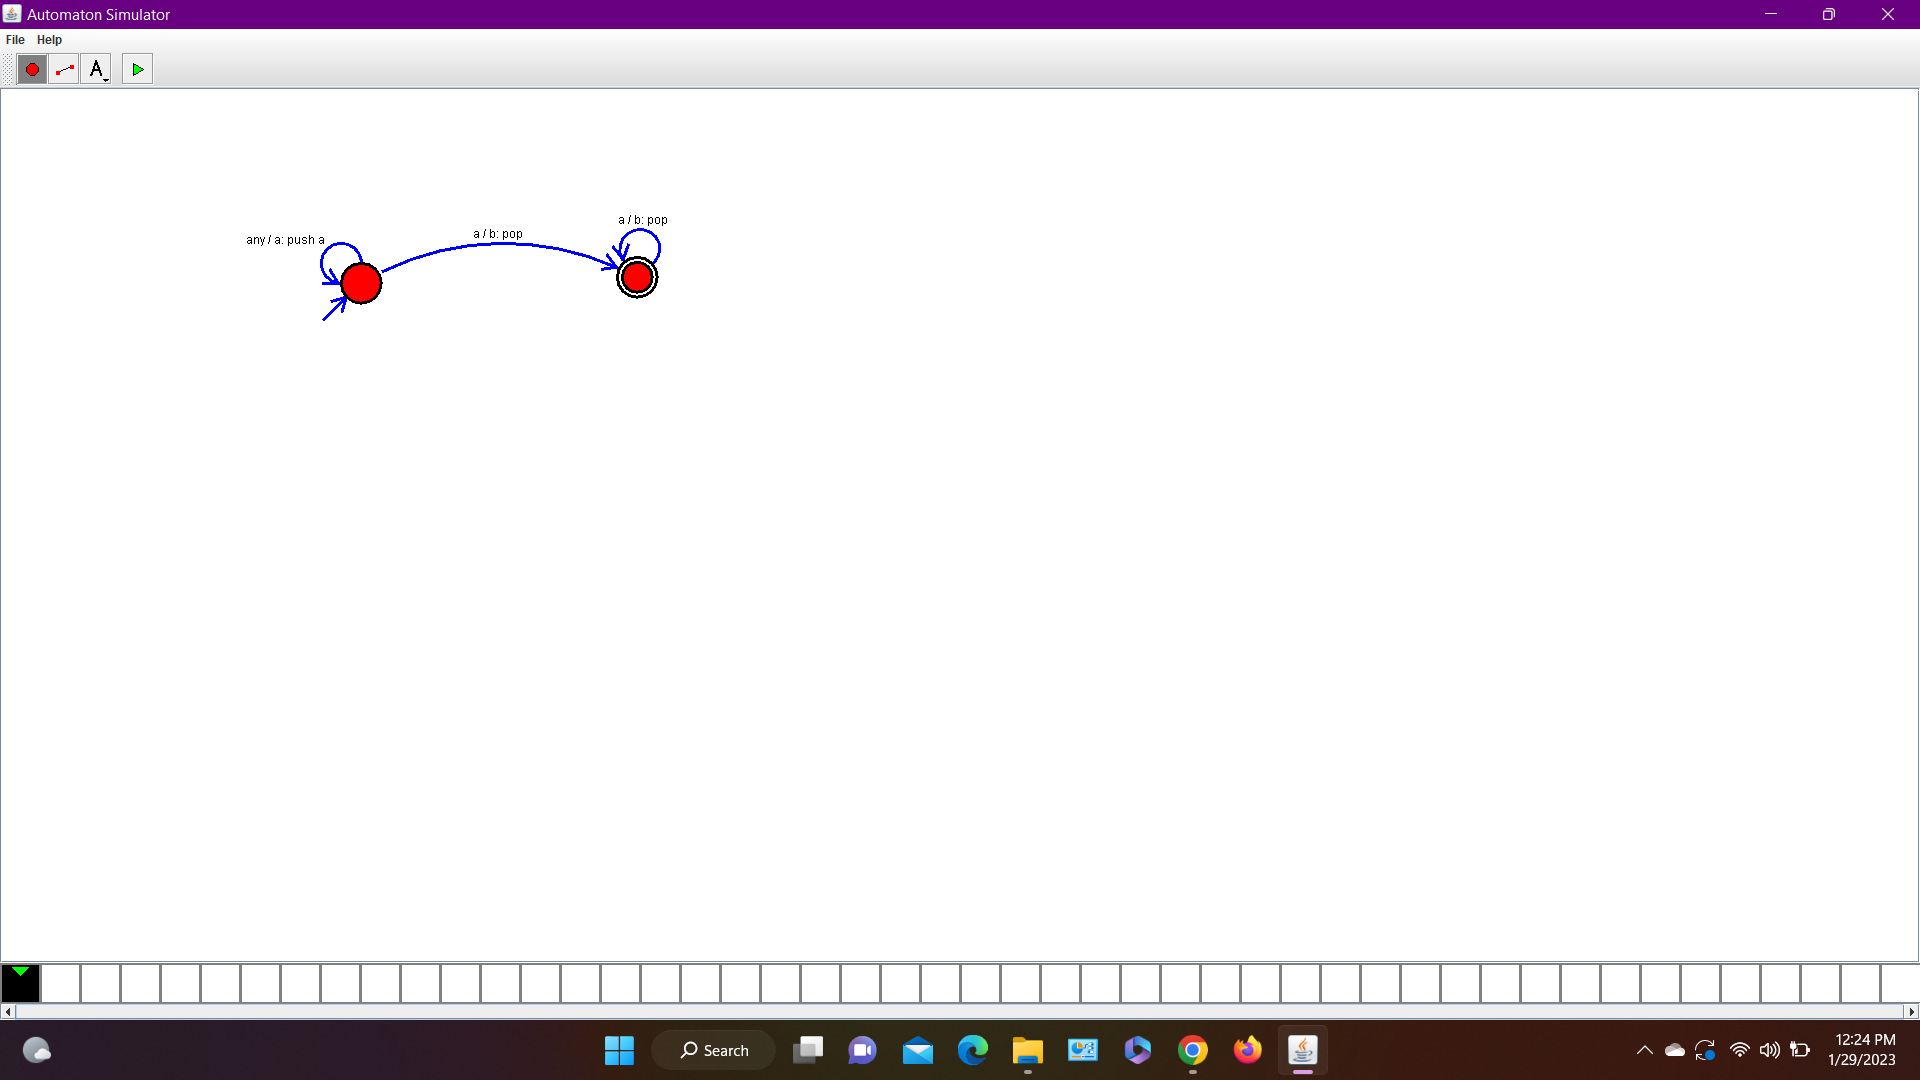 Automaton Simulator
File Help
A
a / b: pop
any / a: push a
a / b: pop
Search
12:24 PM
1/29/2023